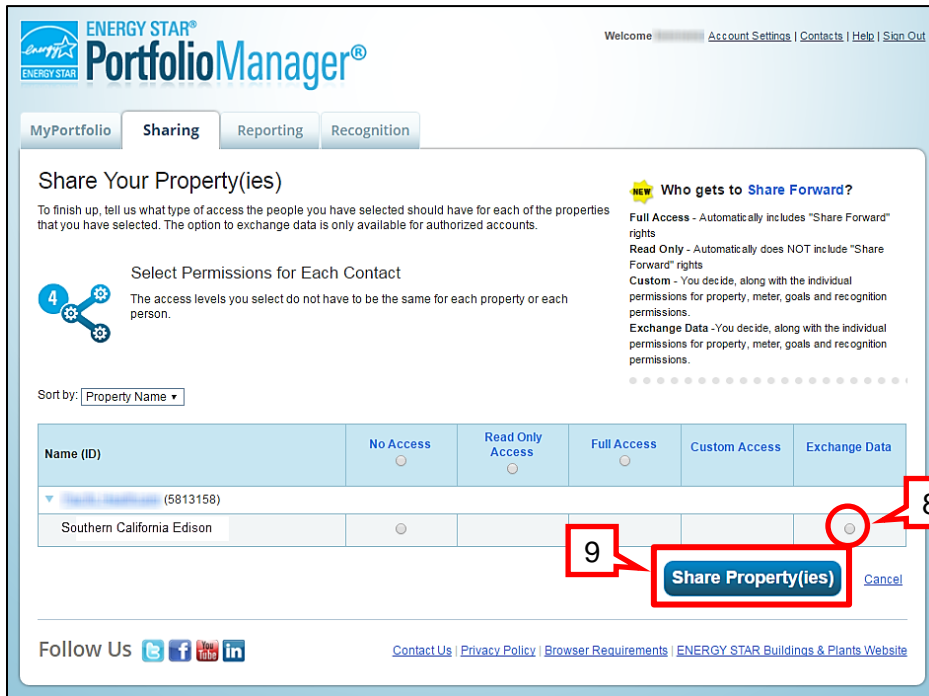 ENERGY STAR®
PortfolioManager®
energy
ENERGY STAR
Welcome
Account Settings | Contacts | Help | Sign Out
MyPortfolio
Sharing
Reporting
Recognition
Share Your Property(ies)
To finish up, tell us what type of access the people you have selected should have for each of the properties
that you have selected. The option to exchange data is only available for authorized accounts.
4
Select Permissions for Each Contact
The access levels you select do not have to be the same for each property or each
person.
NEW Who gets to Share Forward?
Full Access - Automatically includes "Share Forward"
rights
Read Only - Automatically does NOT include "Share
Forward" rights
Custom - You decide, along with the individual
permissions for property, meter, goals and recognition
permissions.
Exchange Data -You decide, along with the individual
permissions for property, meter, goals and recognition
permissions.
Sort by: Property Name
Name (ID)
No Access
Read Only
Access
Full Access
Custom Access
Exchange Data
(5813158)
Southern California Edison
8
9
Share Property(ies)
Cancel
Follow Us
You
Tube
in
Contact Us | Privacy Policy | Browser Requirements | ENERGY STAR Buildings & Plants Website